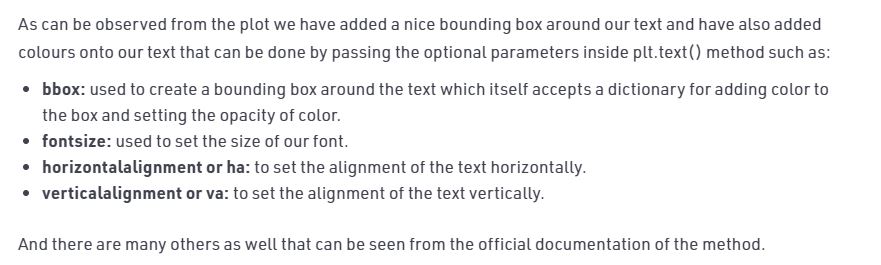 As can be observed from the plot we have added a nice bounding box around our text and have also added
colours onto our text that can be done by passing the optional parameters inside plt.text() method such as:
• bbox: used to create a bounding box around the text which itself accepts a dictionary for adding color to
the box and setting the opacity of color.
• fontsize: used to set the size of our font.
• horizontalalignment or ha: to set the alignment of the text horizontally.
• verticalalignment or va: to set the alignment of the text vertically.
And there are many others as well that can be seen from the official documentation of the method.